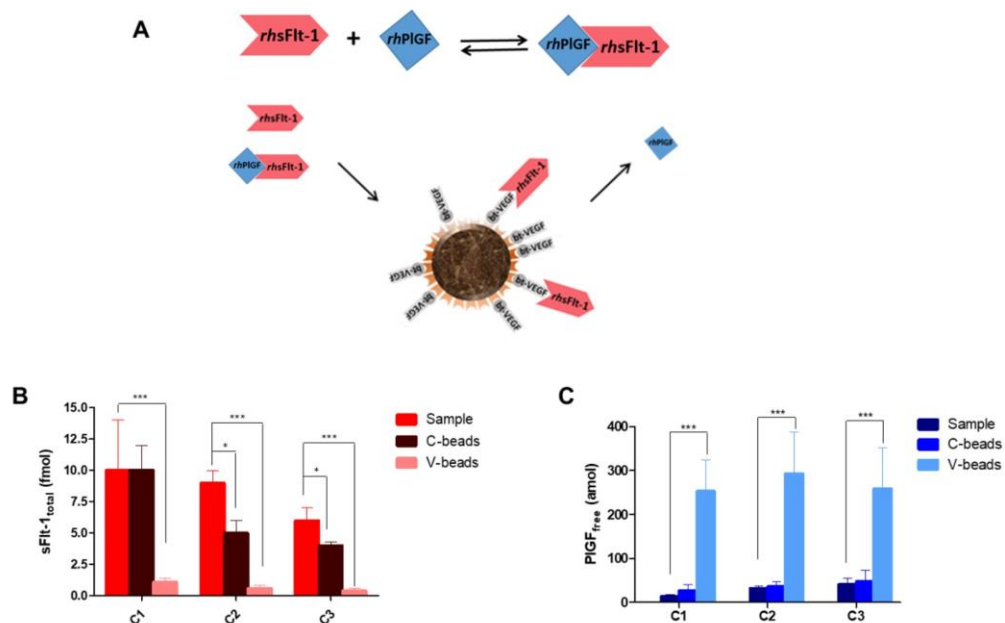 A
rhsFlt-1 + rhPlGF rhPlGF rhsFlt-1
rhsFlt-1
rhPlGF rhsFlt-1
rhPlGF
rhsFlt-1
bt-VEGF
bt-VEGF
bt-VEGF
bt-VEGF
bt-VEGF
bt-VEGF
rhsFlt-1
bt-VEGF
bt-VEGF
B
sFlt-1total (fmol)
15.0
12.5
10.0
7.5
5.0
2.5
0.0
***
***
*
***
*
C1 C2 C3
Sample
C-beads
V-beads
C
PlGFfree (amol)
400
300
200
100
0
***
***
***
C1 C2 C3
Sample
C-beads
V-beads